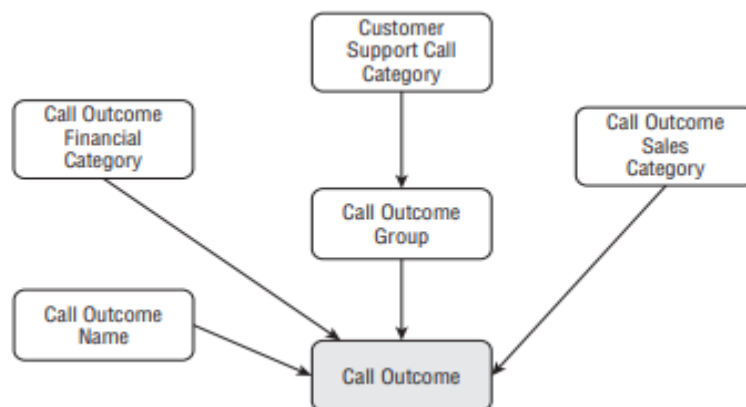 Customer
Support Call
Category
Call Outcome
Financial
Category
Call Outcome
Sales
Category
Call Outcome
Group
Call Outcome
Name
Call Outcome